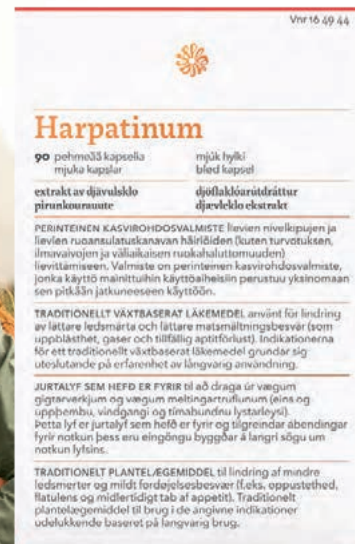 Vnr 16 49 44
Harpatinum
90 pehmeää kapselia
mjuka kapslar
mjúk hylki
blød kapsel
extrakt av djävulsklo
pirunkouruuute
djöflaklóarútdráttur
djævleklo ekstrakt
PERINTEINEN KASVIROHDOSVALMISTE lievien nivelkipujen ja
lievien ruoansulatuskanavan häiriöiden (kuten turvotuksen,
ilmavaivojen ja väliaikaisen ruokahaluttomuuden)
lievittämiseen. Valmiste on perinteinen kasvirohdosvalmiste,
jonka käyttö mainittuihin käyttöaiheisiin perustuu yksinomaan
sen pitkään jatkuneeseen käyttöön.
TRADITIONELLT VÄXTBASERAT LÄKEMEDEL använt för lindring
av lättare ledsmärta och lättare matsmältningsbesvär (som
uppblåsthet, gaser och tillfällig aptitförlust). Indikationerna
för ett traditionellt växtbaserat läkemedel grundar sig
uteslutande på erfarenhet av långvarig användning.
JURTALYF SEM HEFÐ ER FYRIR til að draga úr vægum
gigtarverkjum og vægum meltingartruflunum (eins og
uppþembu, vindgangi og tímabundnu lystarleysi).
Þetta lyf er jurtalyf sem hefð er fyrir og tilgreindar ábendingar
fyrir notkun þess eru eingöngu byggðar á langri sögu um
notkun lyfsins.
TRADITIONELT PLANTELÆGEMIDDEL til lindring af mindre
ledsmerter og mildt fordøjelsesbesvær (f.eks. oppustethed,
flatulens og midlertidigt tab af appetit). Traditionelt
plantelægemiddel til brug i de angivne indikationer
udelukkende baseret på langvarig brug.